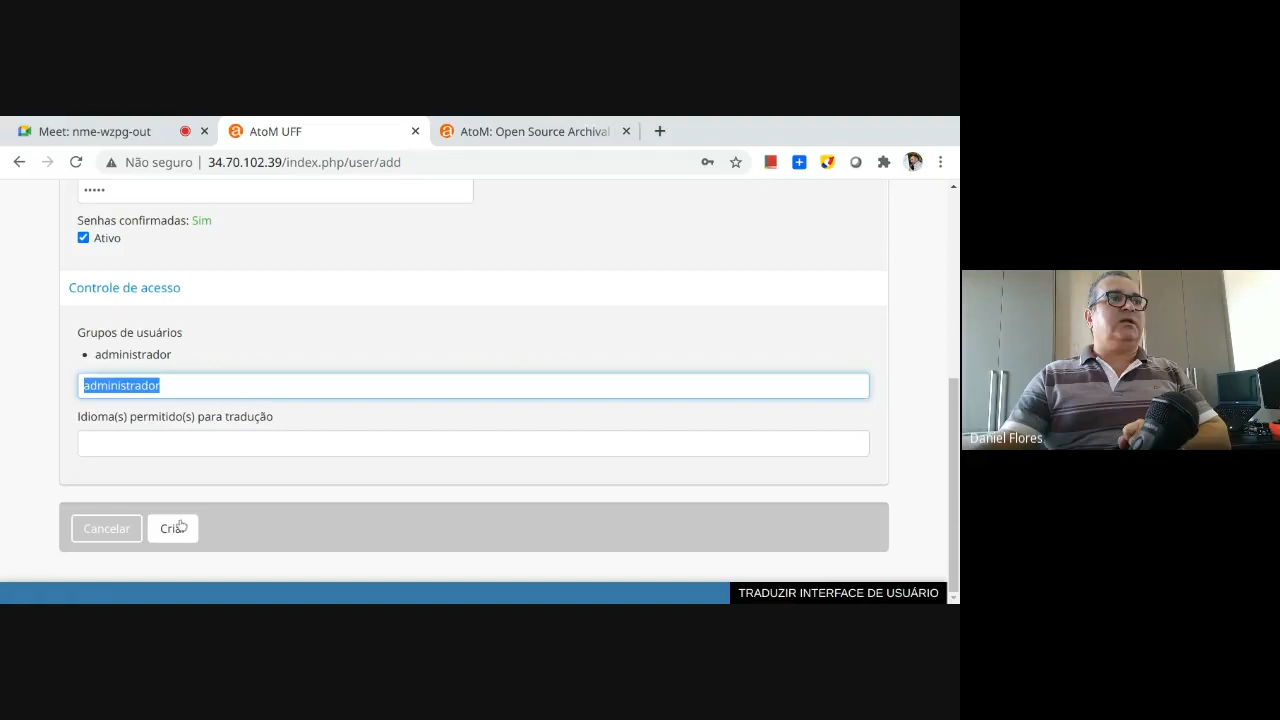 Meet: nme-wzpg-out
AtoM UFF
AtoM: Open Source Archival
Não seguro
34.70.102.39/index.php/user/add
Senhas confirmadas: Sim
Ativo
Controle de acesso
Grupos de usuários
administrador
administrador
Idioma(s) permitido(s) para tradução
Cancelar
Criar
TRADUZIR INTERFACE DE USUÁRIO
Daniel Flores